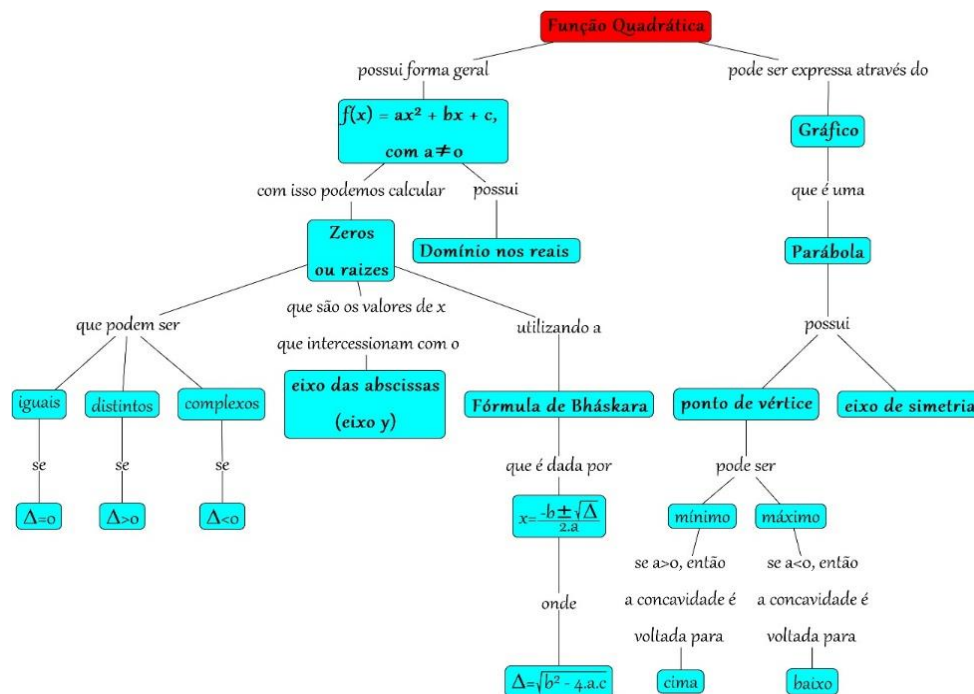 Função Quadrática
possui forma geral
pode ser expressa através do
f(x) = ax² + bx + c,
com a≠0
Gráfico
com isso podemos calcular
possui
que é uma
Zeros
ou raizes
Domínio nos reais
Parábola
que podem ser
que são os valores de x
utilizando a
possui
que intercessionam com o
iguais
distintos
complexos
eixo das abscissas
(eixo y)
Fórmula de Bháskara
ponto de vértice
eixo de simetria
se
se
se
que é dada por
pode ser
Δ=0
Δ>0
Δ<0
x=-b±√Δ/2.a
mínimo
máximo
se a>0, então
a concavidade é
voltada para
se a<0, então
a concavidade é
voltada para
onde
Δ=√b² - 4.a.c
cima
baixo